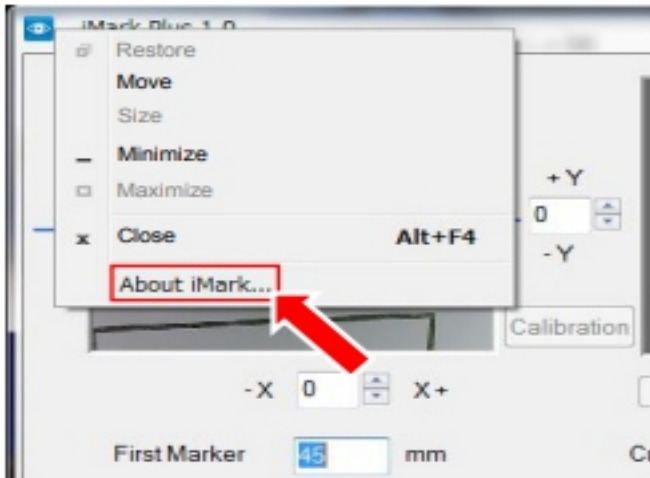 iMark Plus 1.0
Restore
Move
Size
Minimize
Maximize
Close Alt+F4
About iMark...
+ Y
0
- Y
Calibration
- X 0 X +
First Marker 45 mm